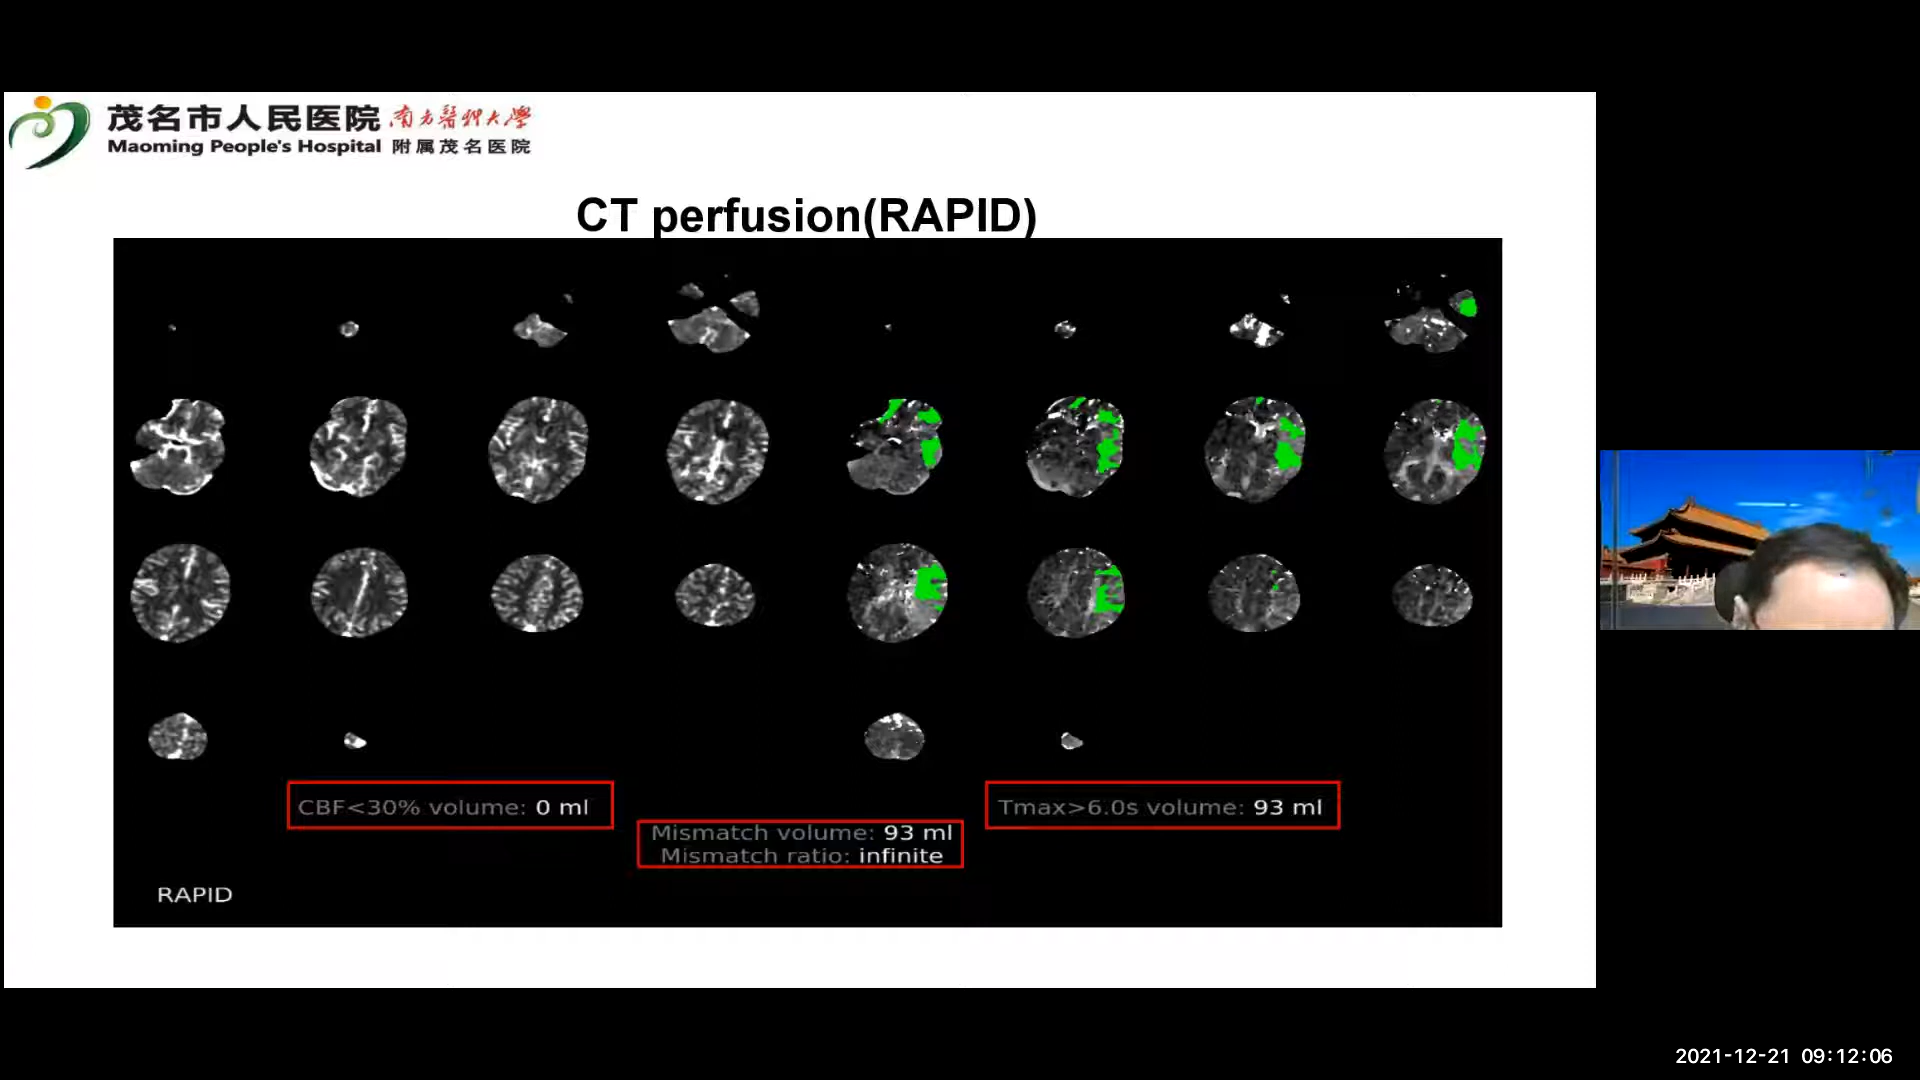 茂名市人民医院 南方醫科大學
Maoming People's Hospital 附属茂名医院
CT perfusion(RAPID)
CBF<30% volume: 0 ml
Tmax>6.0s volume: 93 ml
Mismatch volume: 93 ml
Mismatch ratio: infinite
RAPID
2021-12-21 09:12:06